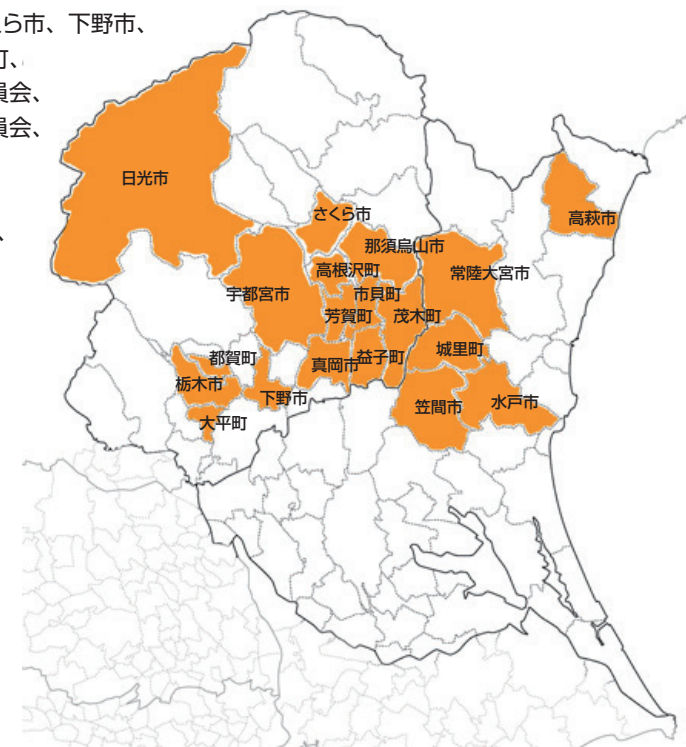 ら市、下野市、
町、
員会、
員会、
、
日光市
さくら市
高萩市
那須烏山市
常陸大宮市
高根沢町
宇都宮市
市貝町
芳賀町
茂木町
城里町
都賀町
真岡市
益子町
栃木市
下野市
笠間市
水戸市
大平町